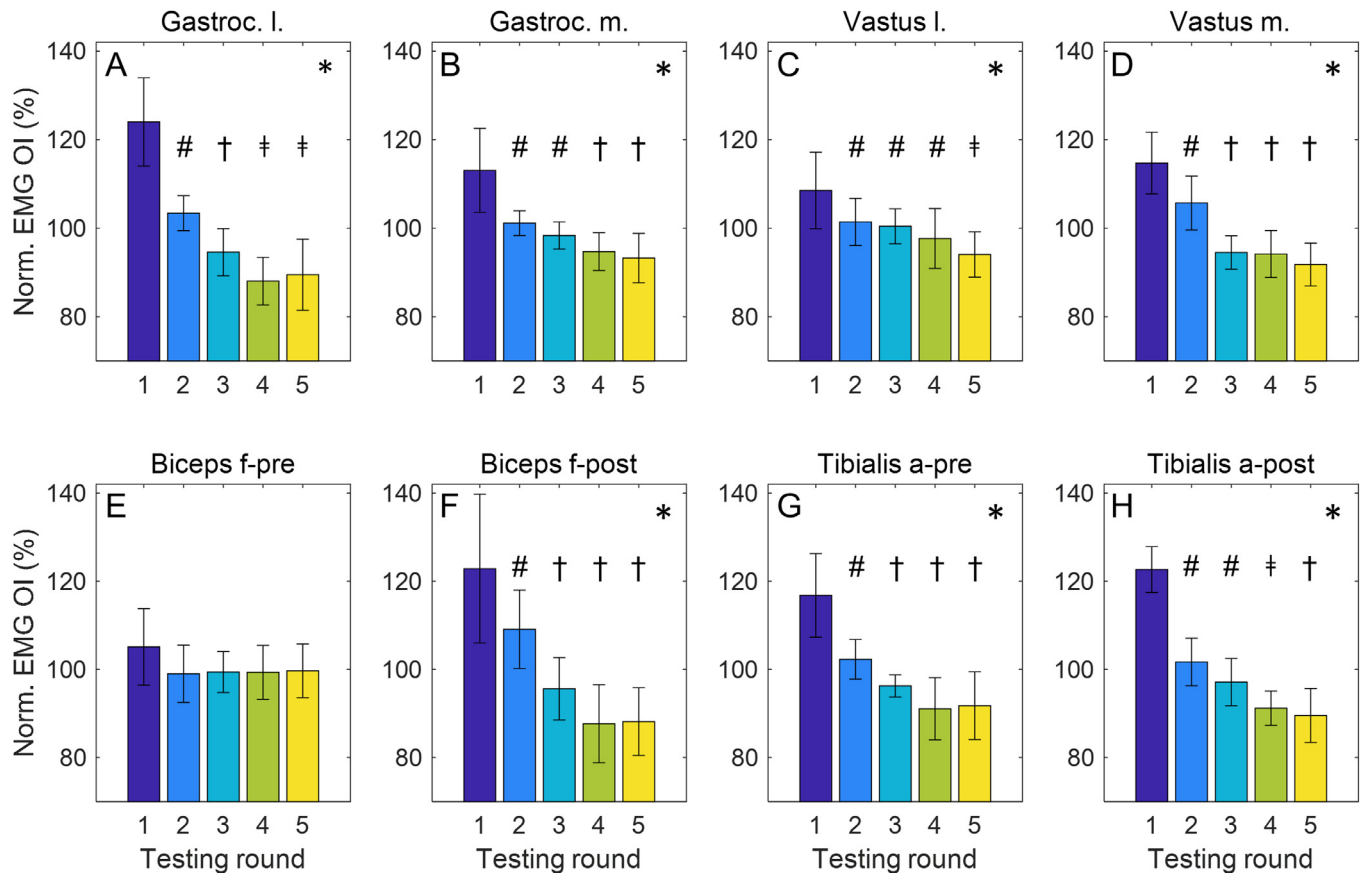 Gastroc. l. Gastroc. m. Vastus l. Vastus m.
140 A * 140 B * 140 C * 140 D *
120 # † ‡ ‡ 120 # # † † 120 # # # ‡ 120 # † † †
100 100 100 100
80 80 80 80
Norm. EMG OI (%)
1 2 3 4 5 1 2 3 4 5 1 2 3 4 5 1 2 3 4 5
Biceps f-pre Biceps f-post Tibialis a-pre Tibialis a-post
140 E 140 F * 140 G * 140 H *
120 120 # † † † 120 # † † † 120 # # ‡ †
100 100 100 100
80 80 80 80
Norm. EMG OI (%)
1 2 3 4 5 1 2 3 4 5 1 2 3 4 5 1 2 3 4 5
Testing round Testing round Testing round Testing round